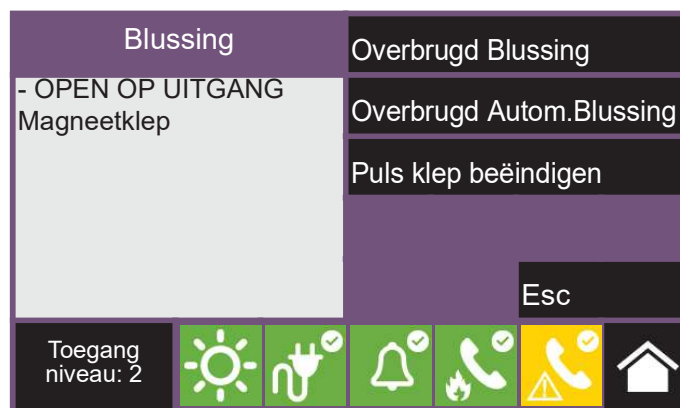 Blussing
- OPEN OP UITGANG
Magneetklep
Overbrugd Blussing
Overbrugd Autom.Blussing
Puls klep beëindigen
Esc
Toegang
niveau: 2